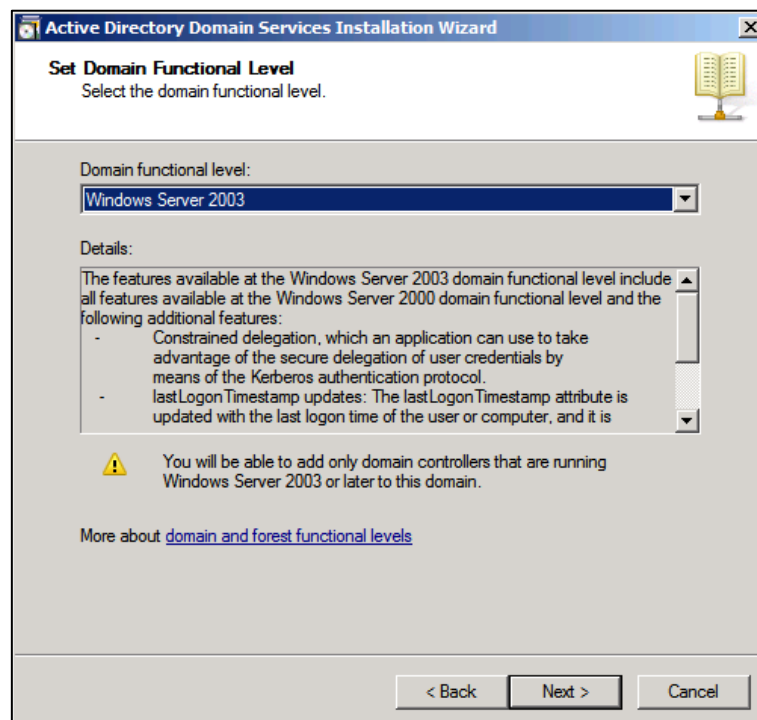 Active Directory Domain Services Installation Wizard
Set Domain Functional Level
Select the domain functional level.
Domain functional level:
Windows Server 2003
Details:
The features available at the Windows Server 2003 domain functional level include
all features available at the Windows Server 2000 domain functional level and the
following additional features:
- Constrained delegation, which an application can use to take
advantage of the secure delegation of user credentials by
means of the Kerberos authentication protocol.
- lastLogonTimestamp updates: The lastLogonTimestamp attribute is
updated with the last logon time of the user or computer, and it is
You will be able to add only domain controllers that are running
Windows Server 2003 or later to this domain.
More about domain and forest functional levels
< Back Next > Cancel